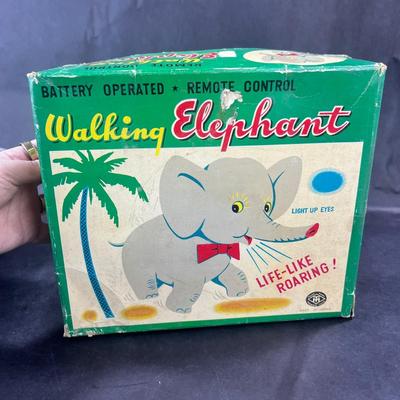 BATTERY OPERATED ★ REMOTE CONTROL
Walking Elephant
LIGHT UP EYES
LIFE-LIKE
ROARING!